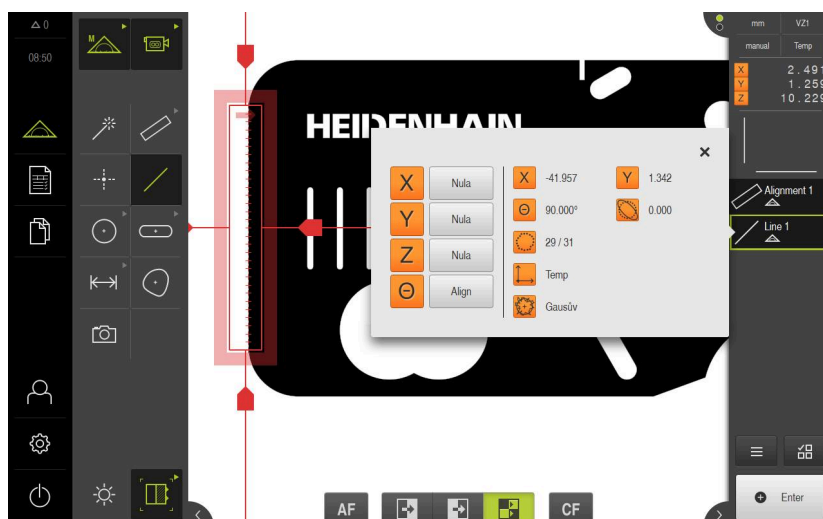 0
08:50
M
mm
VZ1
manual
Temp
X 2.491
Y 1.259
Z 10.229
HEIDENHAIN
X Nula
Y Nula
Z Nula
Θ Align
X -41.957
Y 1.342
Θ 90.000°
0.000
29 / 31
Temp
Gausův
Alignment 1
Line 1
AF
CF
Enter